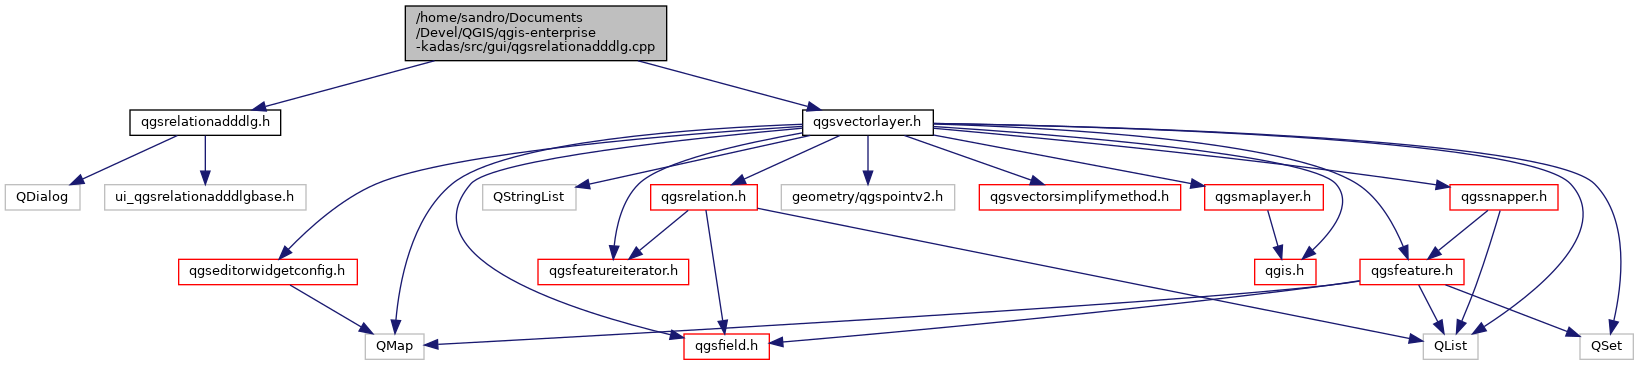 /home/sandro/Documents
/Devel/QGIS/qgis-enterprise
-kadas/src/gui/qgsrelationadddlg.cpp
qgsrelationadddlg.h
qgsvectorlayer.h
QDialog
ui_qgsrelationadddlgbase.h
QStringList
qgsrelation.h
geometry/qgspointv2.h
qgsvectorsimplifymethod.h
qgsmaplayer.h
qgssnapper.h
qgseditorwidgetconfig.h
qgsfeatureiterator.h
qgis.h
qgsfeature.h
QMap
qgsfield.h
QList
QSet